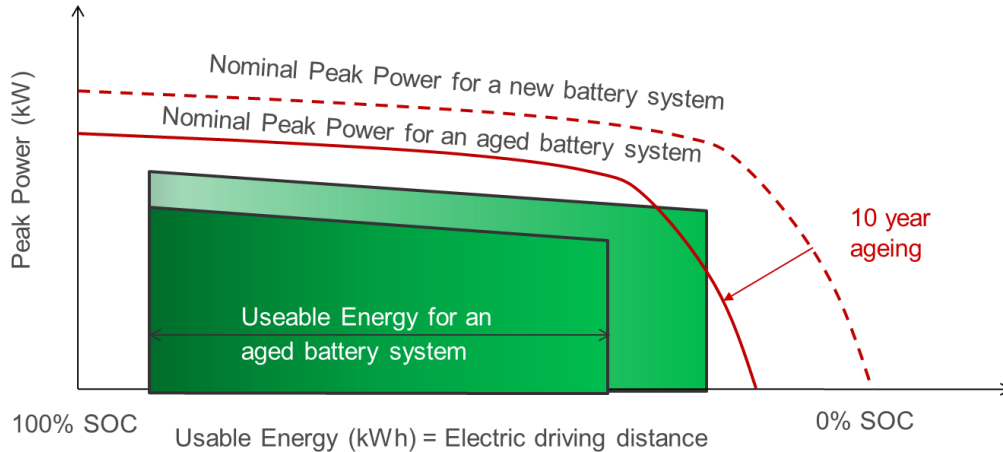 Peak Power (kW)
Nominal Peak Power for a new battery system
Nominal Peak Power for an aged battery system
10 year
ageing
Useable Energy for an
aged battery system
100% SOC
0% SOC
Usable Energy (kWh) = Electric driving distance